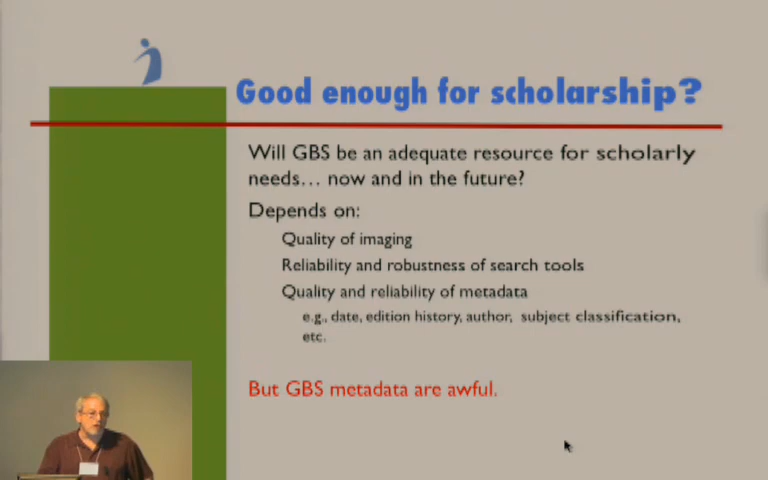 Good enough for scholarship?
Will GBS be an adequate resource for scholarly
needs... now and in the future?
Depends on:
Quality of imaging
Reliability and robustness of search tools
Quality and reliability of metadata
e.g., date, edition history, author, subject classification,
etc.
But GBS metadata are awful.